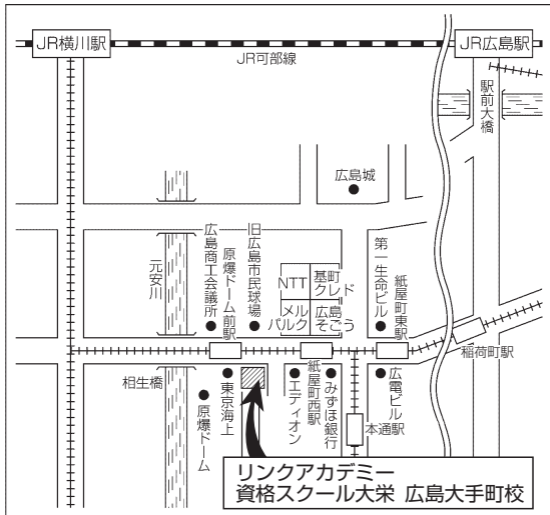 JR横川駅
JR広島駅
JR可部線
駅前大橋
広島城
元安川
広島商工会議所
原爆ドーム前駅
旧広島市民球場
NTT
基町
クレド
メル
パルク
広島
そごう
第一生命ビル
紙屋町東駅
稲荷町駅
相生橋
原爆ドーム
東京海上
エディオン
紙屋町西駅
みずほ銀行
広電ビル
本通駅
リンクアカデミー
資格スクール大栄 広島大手町校